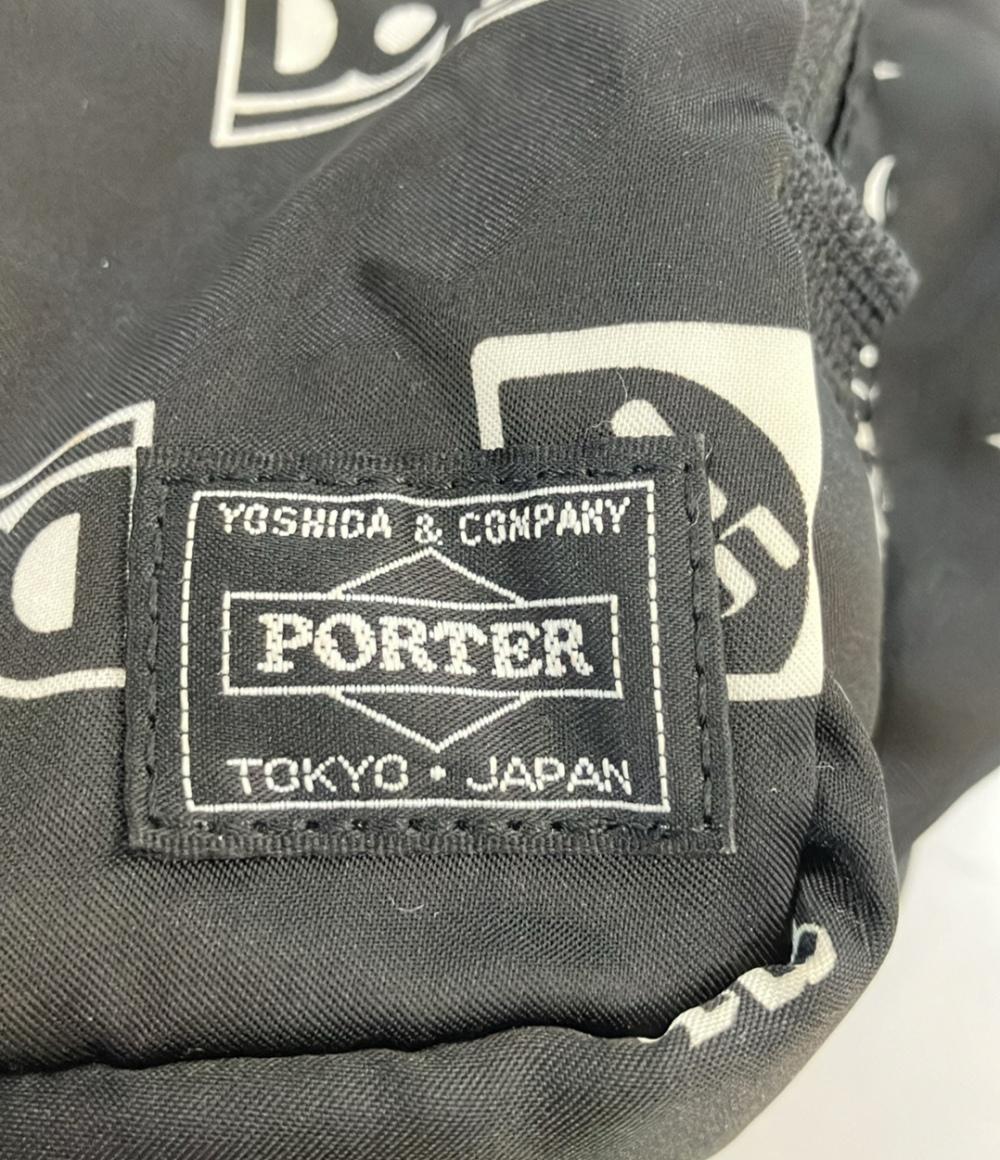 YOSHIDA & COMPANY
PORTER
TOKYO • JAPAN